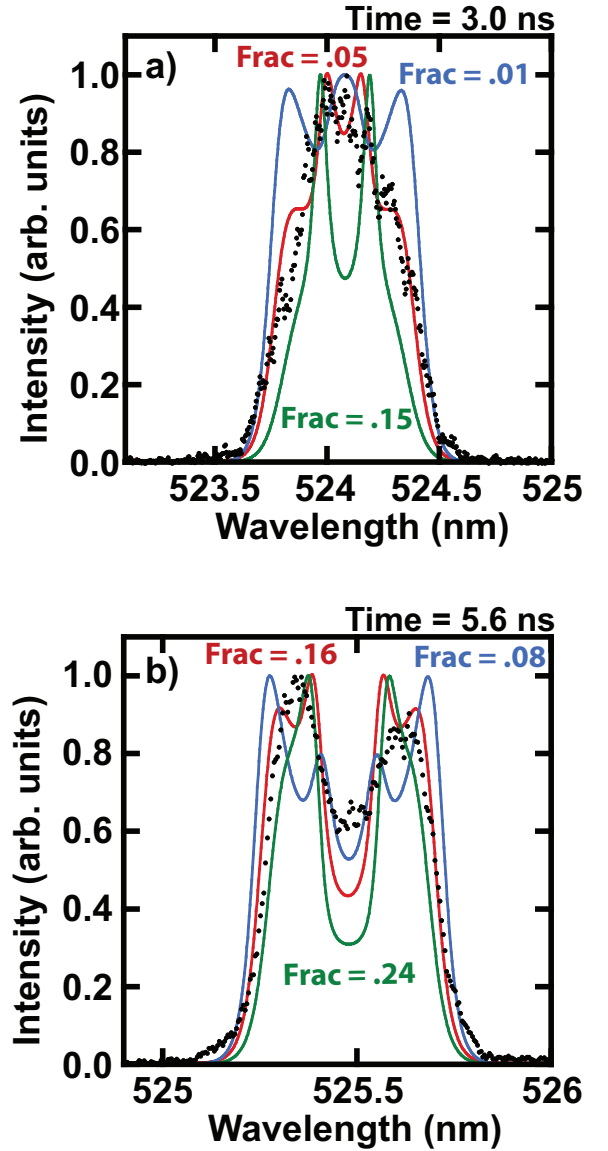 Time = 3.0 ns
a)
Frac = .05
Frac = .01
1.0
0.8
0.6
0.4
0.2
0.0
Frac = .15
Intensity (arb. units)
523.5 524 524.5 525
Wavelength (nm)
Time = 5.6 ns
b)
Frac = .16
Frac = .08
1.0
0.8
0.6
0.4
0.2
0.0
Frac = .24
Intensity (arb. units)
525 525.5 526
Wavelength (nm)